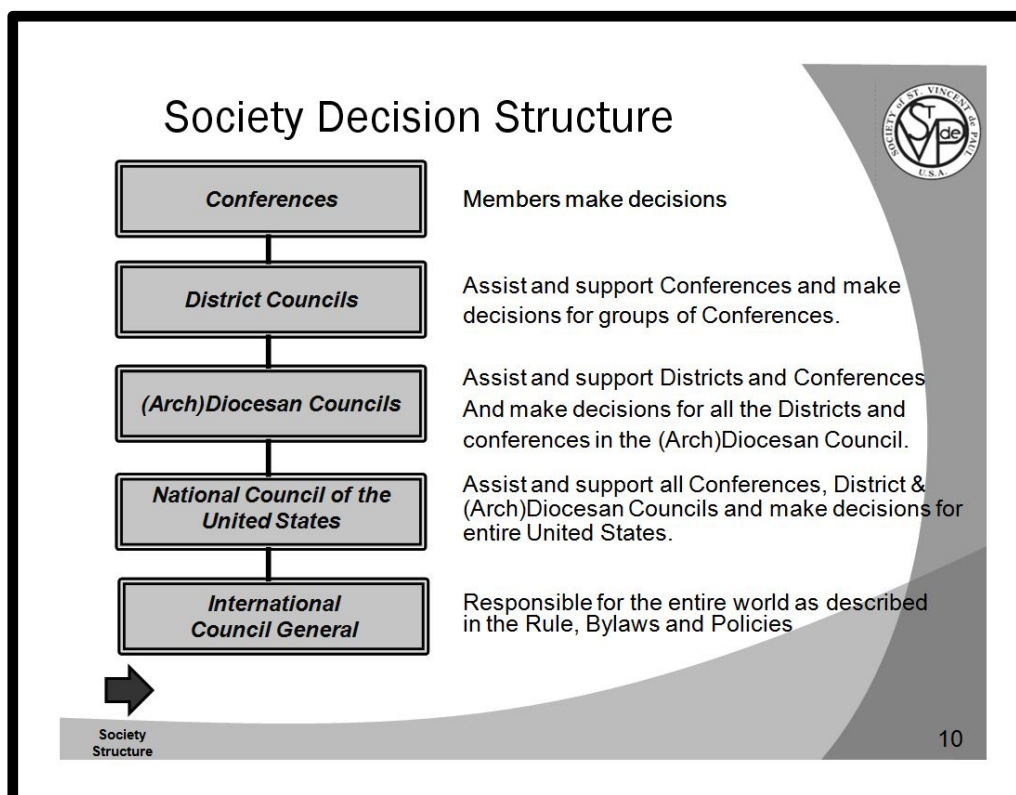 Society Decision Structure
SOCIETY of ST. VINCENT de PAUL
U.S.A.
SVdeP
Conferences
Members make decisions
District Councils
Assist and support Conferences and make
decisions for groups of Conferences.
(Arch)Diocesan Councils
Assist and support Districts and Conferences
And make decisions for all the Districts and
conferences in the (Arch)Diocesan Council.
National Council of the
United States
Assist and support all Conferences, District &
(Arch)Diocesan Councils and make decisions for
entire United States.
International
Council General
Responsible for the entire world as described
in the Rule, Bylaws and Policies
Society
Structure
10